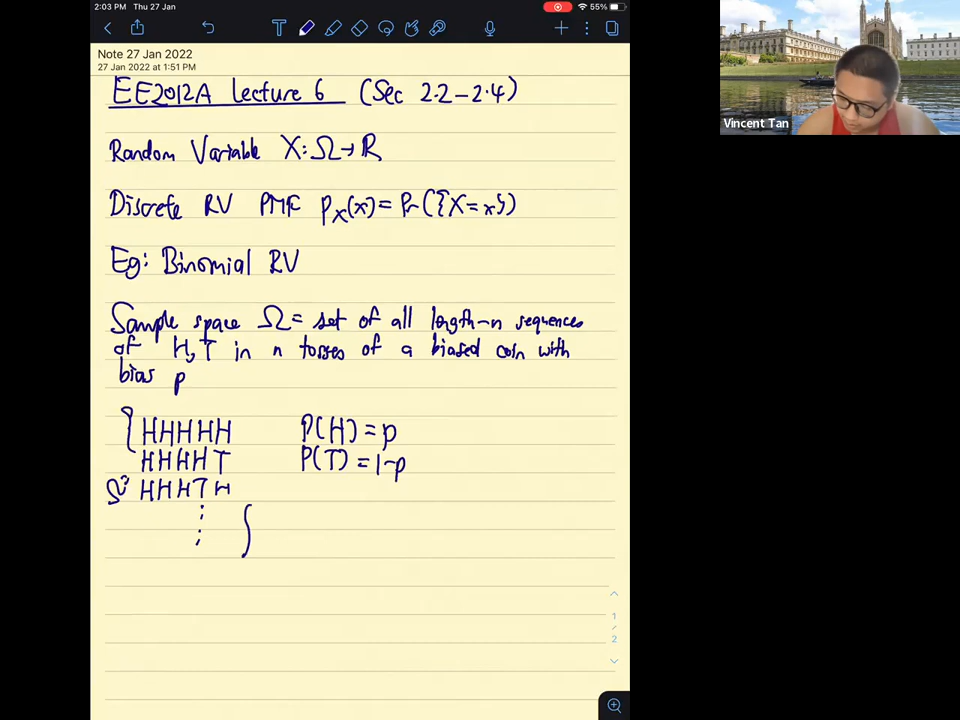 2:03 PM Thu 27 Jan
55%
Note 27 Jan 2022
27 Jan 2022 at 1:51 PM
EE2012A Lecture 6 (Sec 2.2-2.4)
Random Variable X: Ω→ℝ
Discrete RV PMF p_X(x) = Pr({X=x})
Eg: Binomial RV
Sample space Ω = set of all length-n sequences
of H,T in n tosses of a biased coin with
bias p
{HHHHH P(H) = p
HHHHT P(T) = 1-p
HHHTH
⋮ }
1
/
2
Vincent Tan